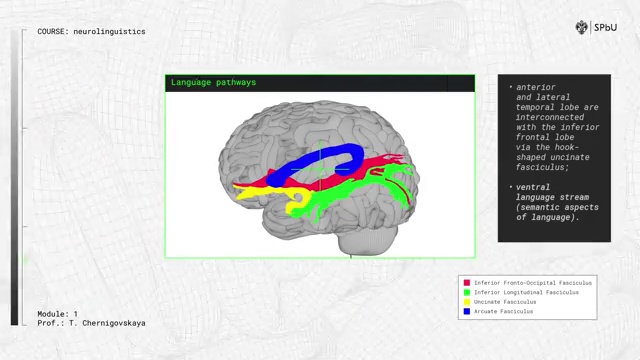 COURSE: neurolinguistics
SPbU
Language pathways
• anterior
and lateral
temporal lobe are
interconnected
with the inferior
frontal lobe
via the hook-
shaped uncinate
fasciculus;
• ventral
language stream
(semantic aspects
of language).
Inferior Fronto-Occipital Fasciculus
Inferior Longitudinal Fasciculus
Uncinate Fasciculus
Arcuate Fasciculus
Module: 1
Prof.: T. Chernigovskaya